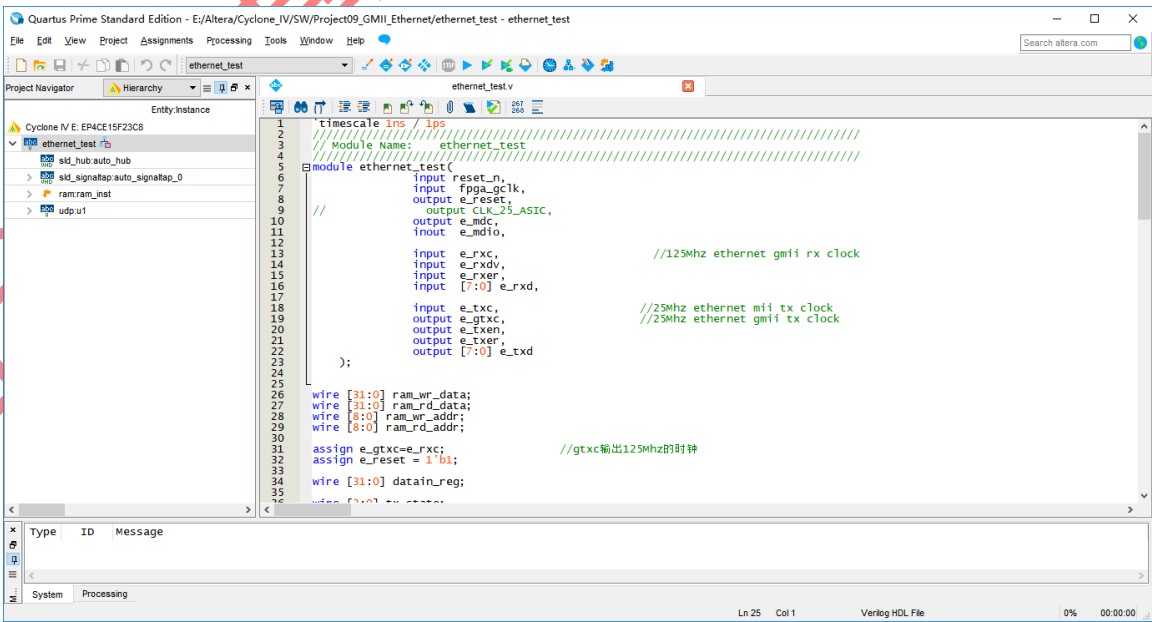 Quartus Prime Standard Edition - E:/Altera/Cyclone_IV/SW/Project09_GMII_Ethernet/ethernet_test - ethernet_test
File Edit View Project Assignments Processing Tools Window Help
Search altera.com
ethernet_test
Project Navigator Hierarchy
ethernet_test.v
Entity:Instance
Cyclone IV E: EP4CE15F23C8
ethernet_test
sld_hub:auto_hub
sld_signaltap:auto_signaltap_0
ram:ram_inst
udp:u1
267
268
1 `timescale 1ns / 1ps
2 //////////////////////////////////////////////////////////////////////////////////
3 // Module Name:    ethernet_test
4 //////////////////////////////////////////////////////////////////////////////////
5 module ethernet_test(
6 input reset_n,
7 input  fpga_gclk,
8 output e_reset,
9 // output CLK_25_ASIC,
10 output e_mdc,
11 inout  e_mdio,
12
13 input  e_rxc, //125Mhz ethernet gmii rx clock
14 input  e_rxdv,
15 input  e_rxer,
16 input  [7:0] e_rxd,
17
18 input  e_txc, //25Mhz ethernet mii tx clock
19 output e_gtxc, //25Mhz ethernet gmii tx clock
20 output e_txen,
21 output e_txer,
22 output [7:0] e_txd
23 );
24
25
26 wire [31:0] ram_wr_data;
27 wire [31:0] ram_rd_data;
28 wire [8:0] ram_wr_addr;
29 wire [8:0] ram_rd_addr;
30
31 assign e_gtxc=e_rxc; //gtxc输出125Mhz的时钟
32 assign e_reset = 1'b1;
33
34 wire [31:0] datain_reg;
35
36 wire [3:0] tx_state;
Type ID Message
System Processing
Ln 25 Col 1 Verilog HDL File 0% 00:00:00